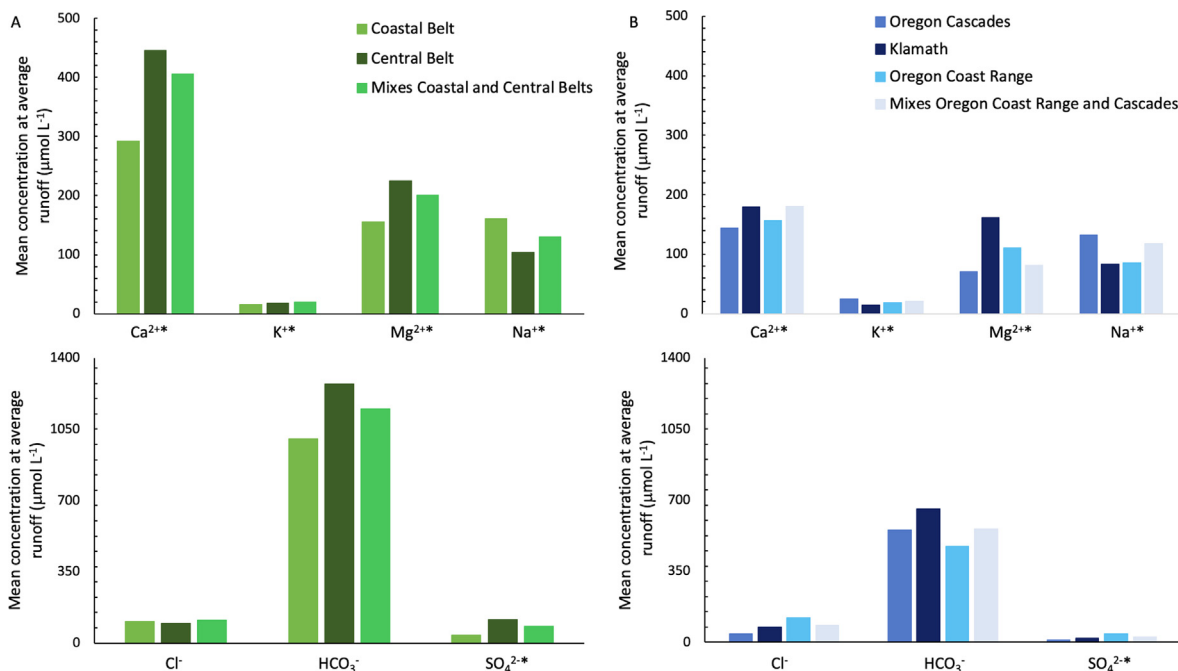 A
Coastal Belt
Central Belt
Mixes Coastal and Central Belts
Mean concentration at average
runoff (µmol L⁻¹)
500
400
300
200
100
0
Ca²⁺*
K⁺*
Mg²⁺*
Na⁺*
Mean concentration at average
runoff (µmol L⁻¹)
1400
1050
700
350
0
Cl⁻
HCO₃⁻
SO₄²⁻*
B
Oregon Cascades
Klamath
Oregon Coast Range
Mixes Oregon Coast Range and Cascades
Mean concentration at average
runoff (µmol L⁻¹)
500
400
300
200
100
0
Ca²⁺*
K⁺*
Mg²⁺*
Na⁺*
Mean concentration at average
runoff (µmol L⁻¹)
1400
1050
700
350
0
Cl⁻
HCO₃⁻
SO₄²⁻*